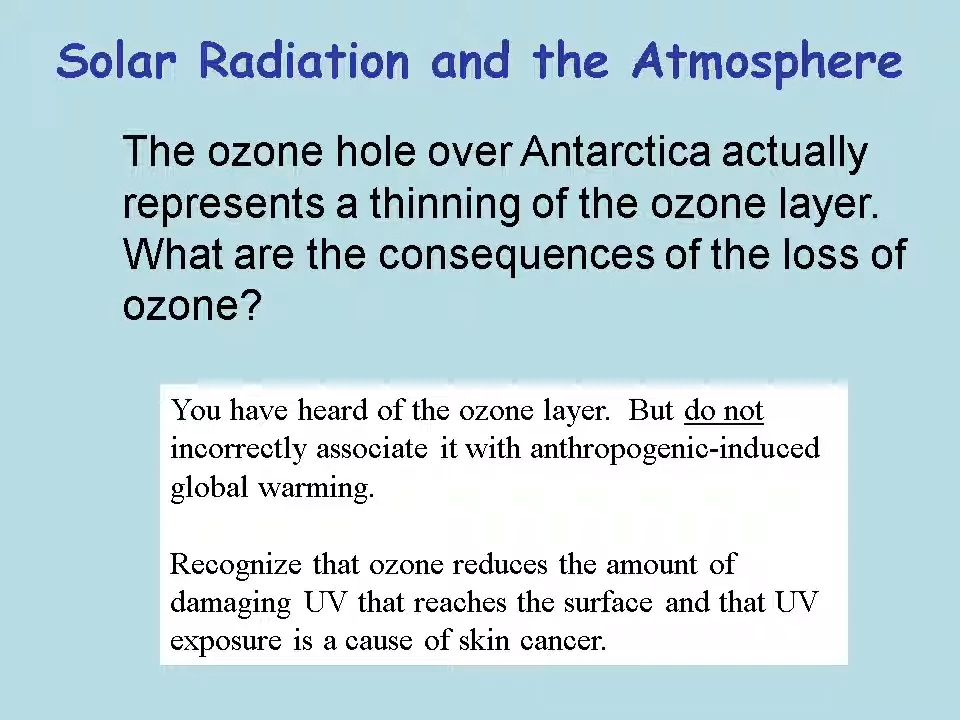 Solar Radiation and the Atmosphere
The ozone hole over Antarctica actually
represents a thinning of the ozone layer.
What are the consequences of the loss of
ozone?
You have heard of the ozone layer. But do not
incorrectly associate it with anthropogenic-induced
global warming.
Recognize that ozone reduces the amount of
damaging UV that reaches the surface and that UV
exposure is a cause of skin cancer.